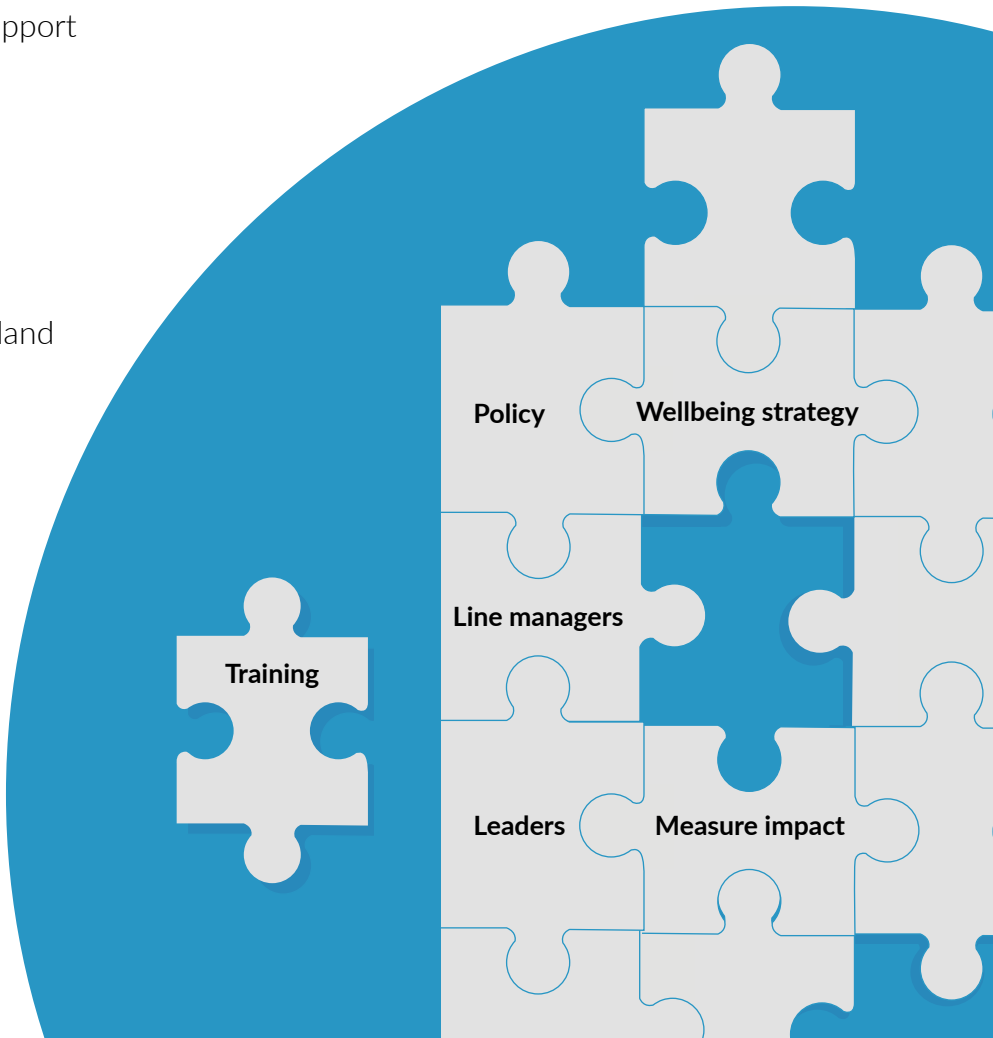 pport
land
Policy
Wellbeing strategy
Line managers
Training
Leaders
Measure impact